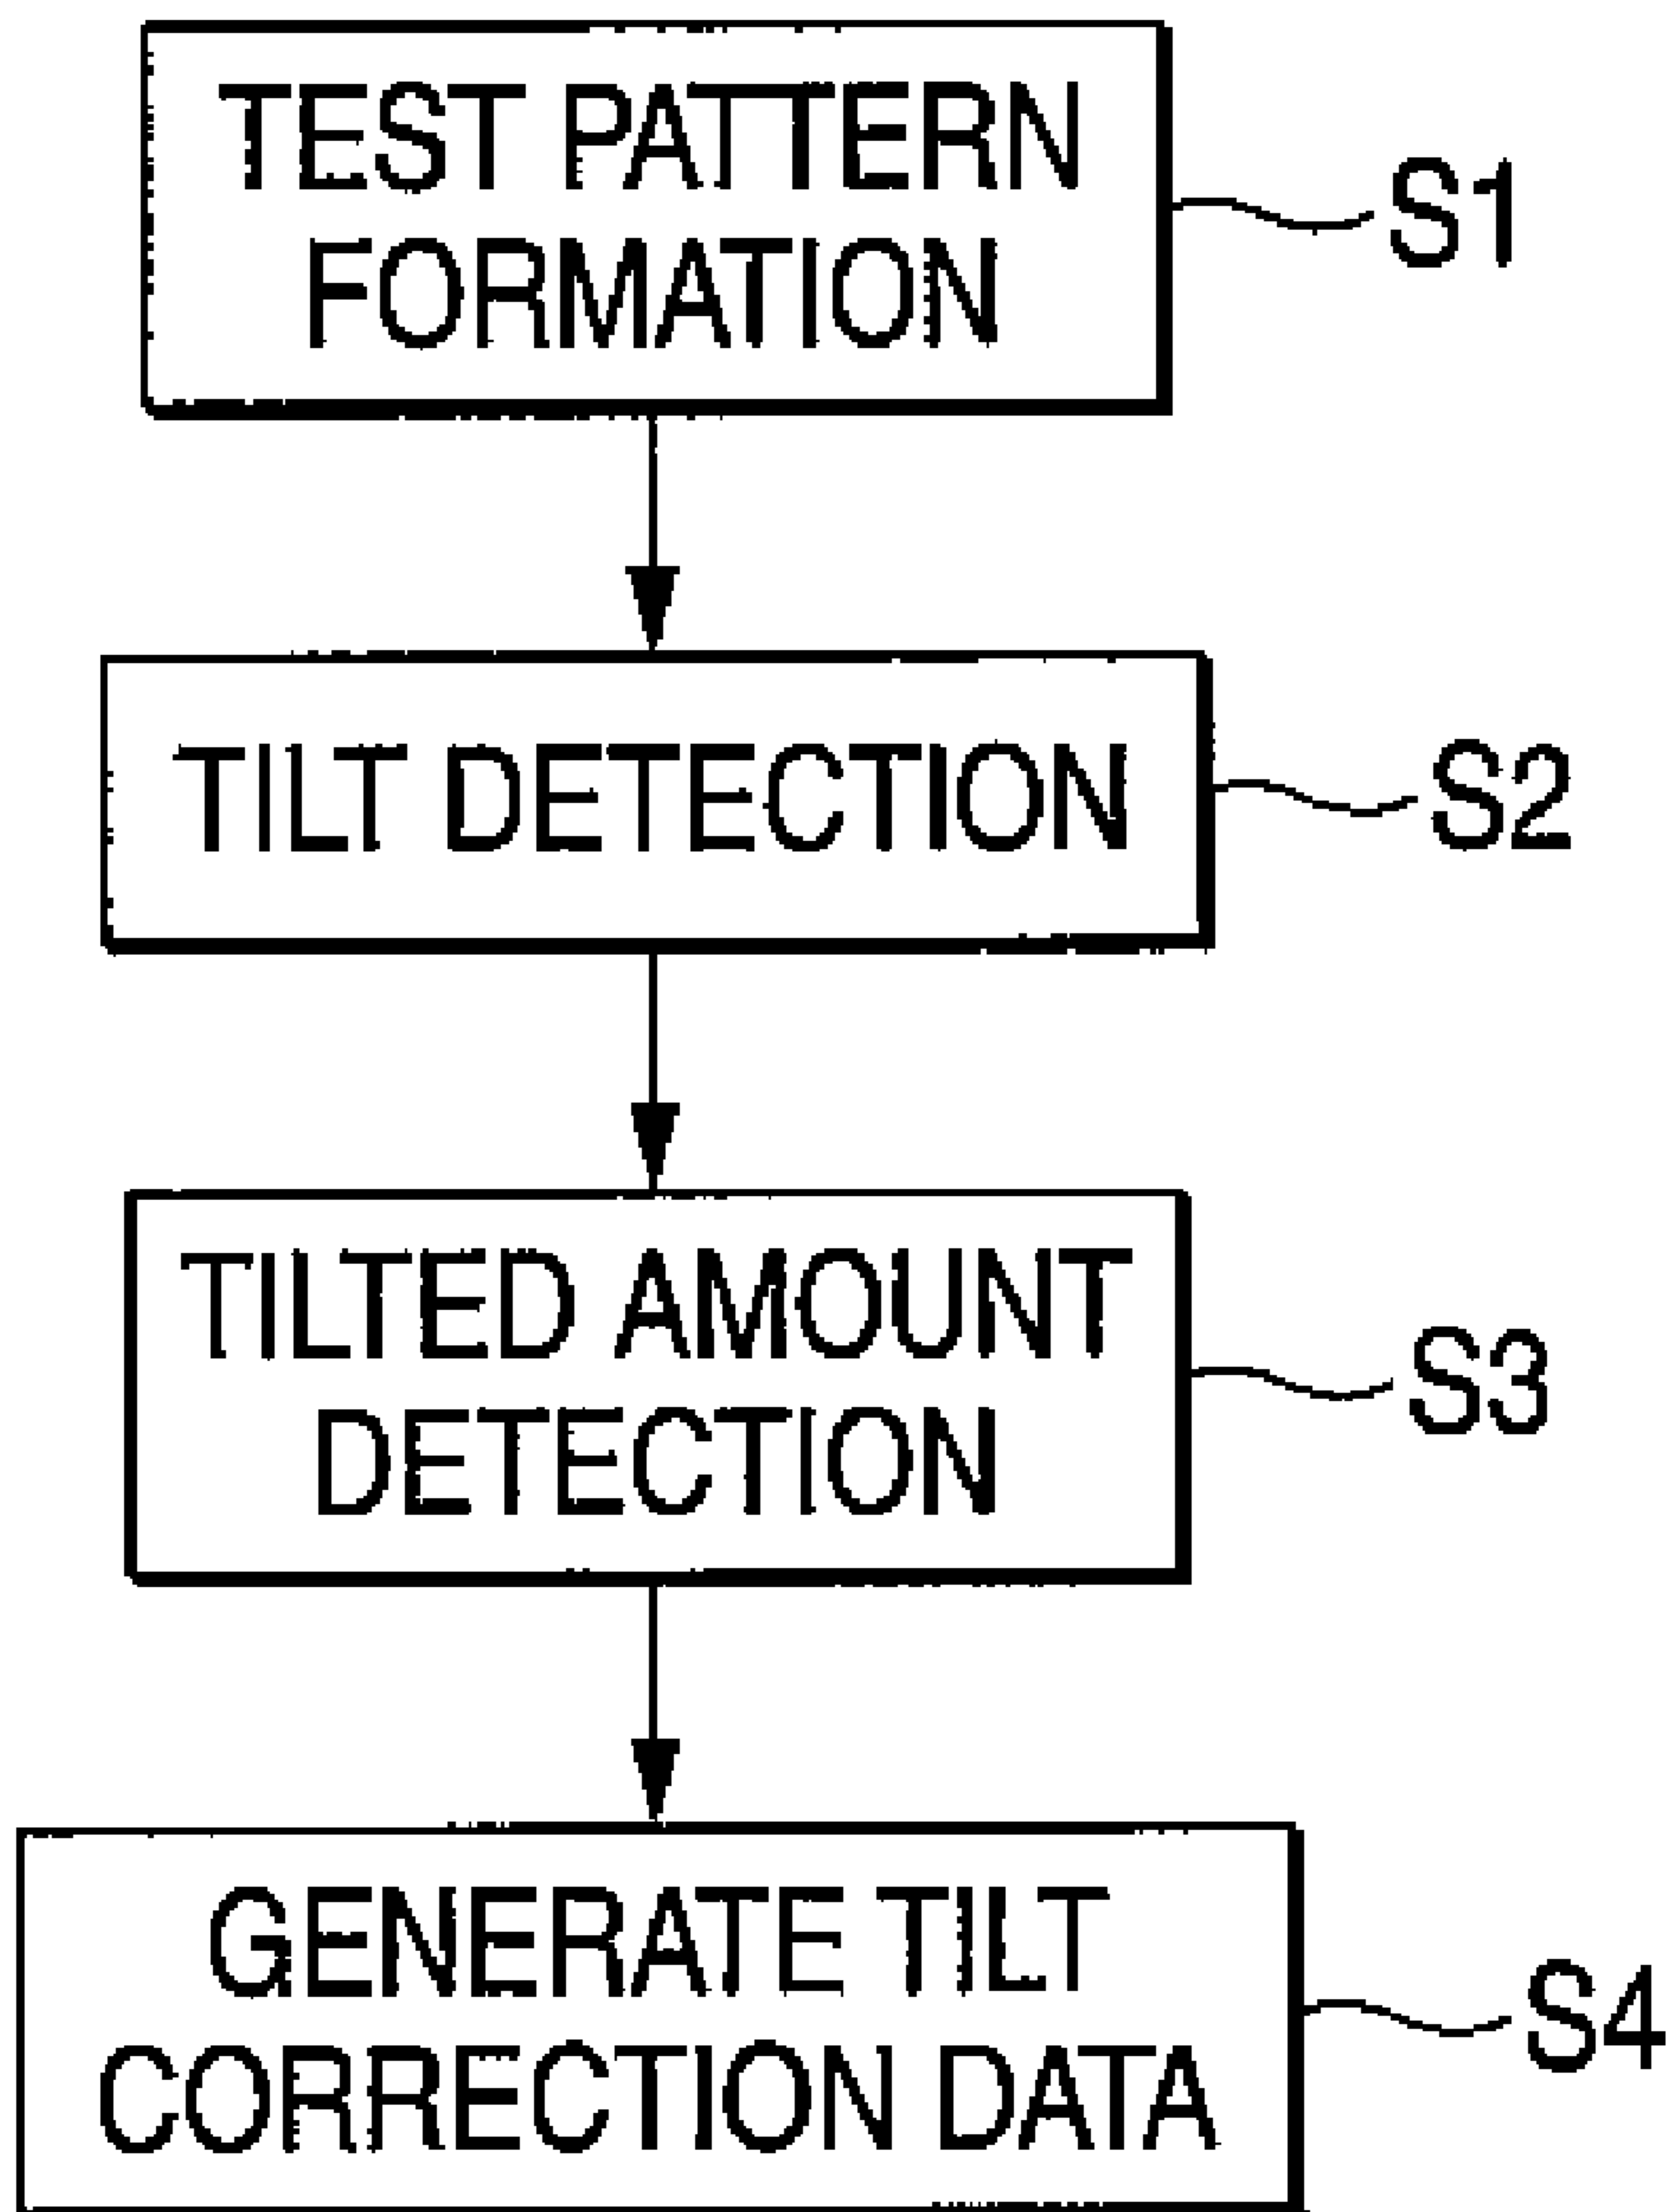 TEST PATTERN
FORMATION
S1
TILT DETECTION
S2
TILTED AMOUNT
DETECTION
S3
GENERATE TILT
CORRECTION DATA
S4